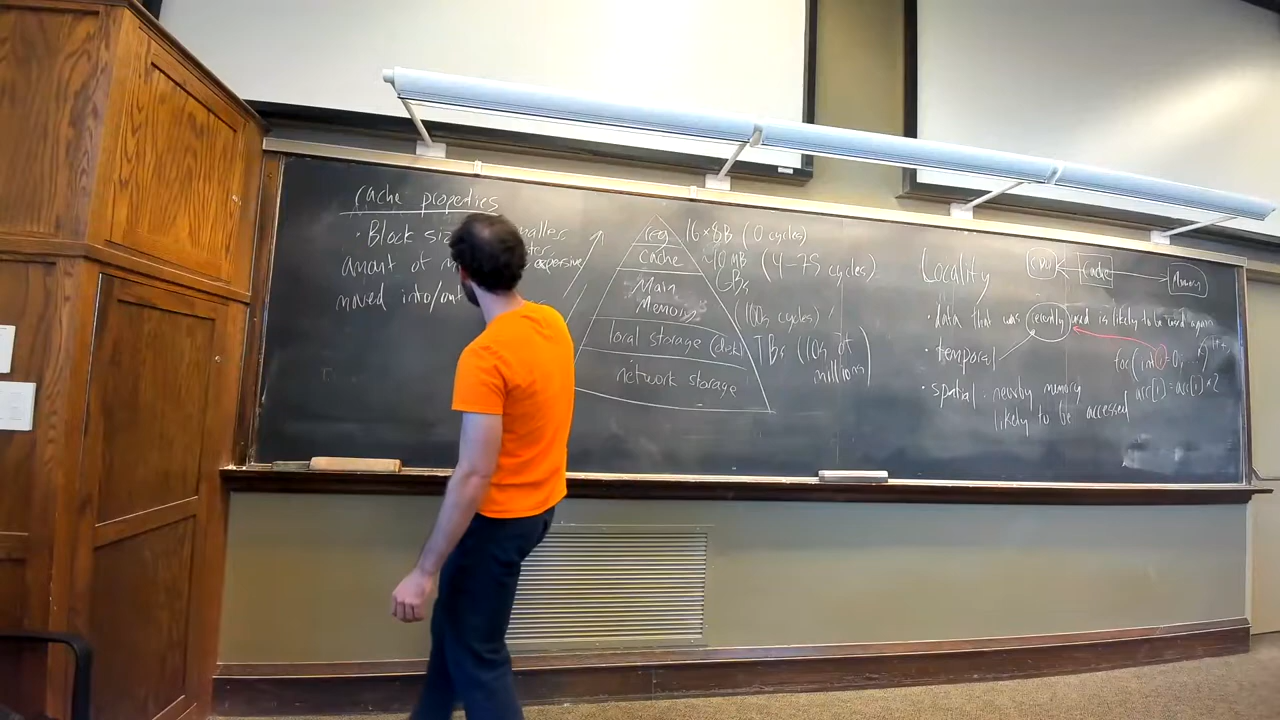 cache properties
· Block siz
amount of m
moved into/out
expensive
reg 16 × 8B (0 cycles)
cache ~10 MB (4-75 cycles)
Main GBs
Memory (100s cycles)
local storage (disk) TBs (10s of
millions)
network storage
Locality CPU cache Memory
· data that was recently used is likely to be used again
· temporal
for(int i=0;
· spatial · nearby memory arr[i] = arr[i] × 2
likely to be accessed